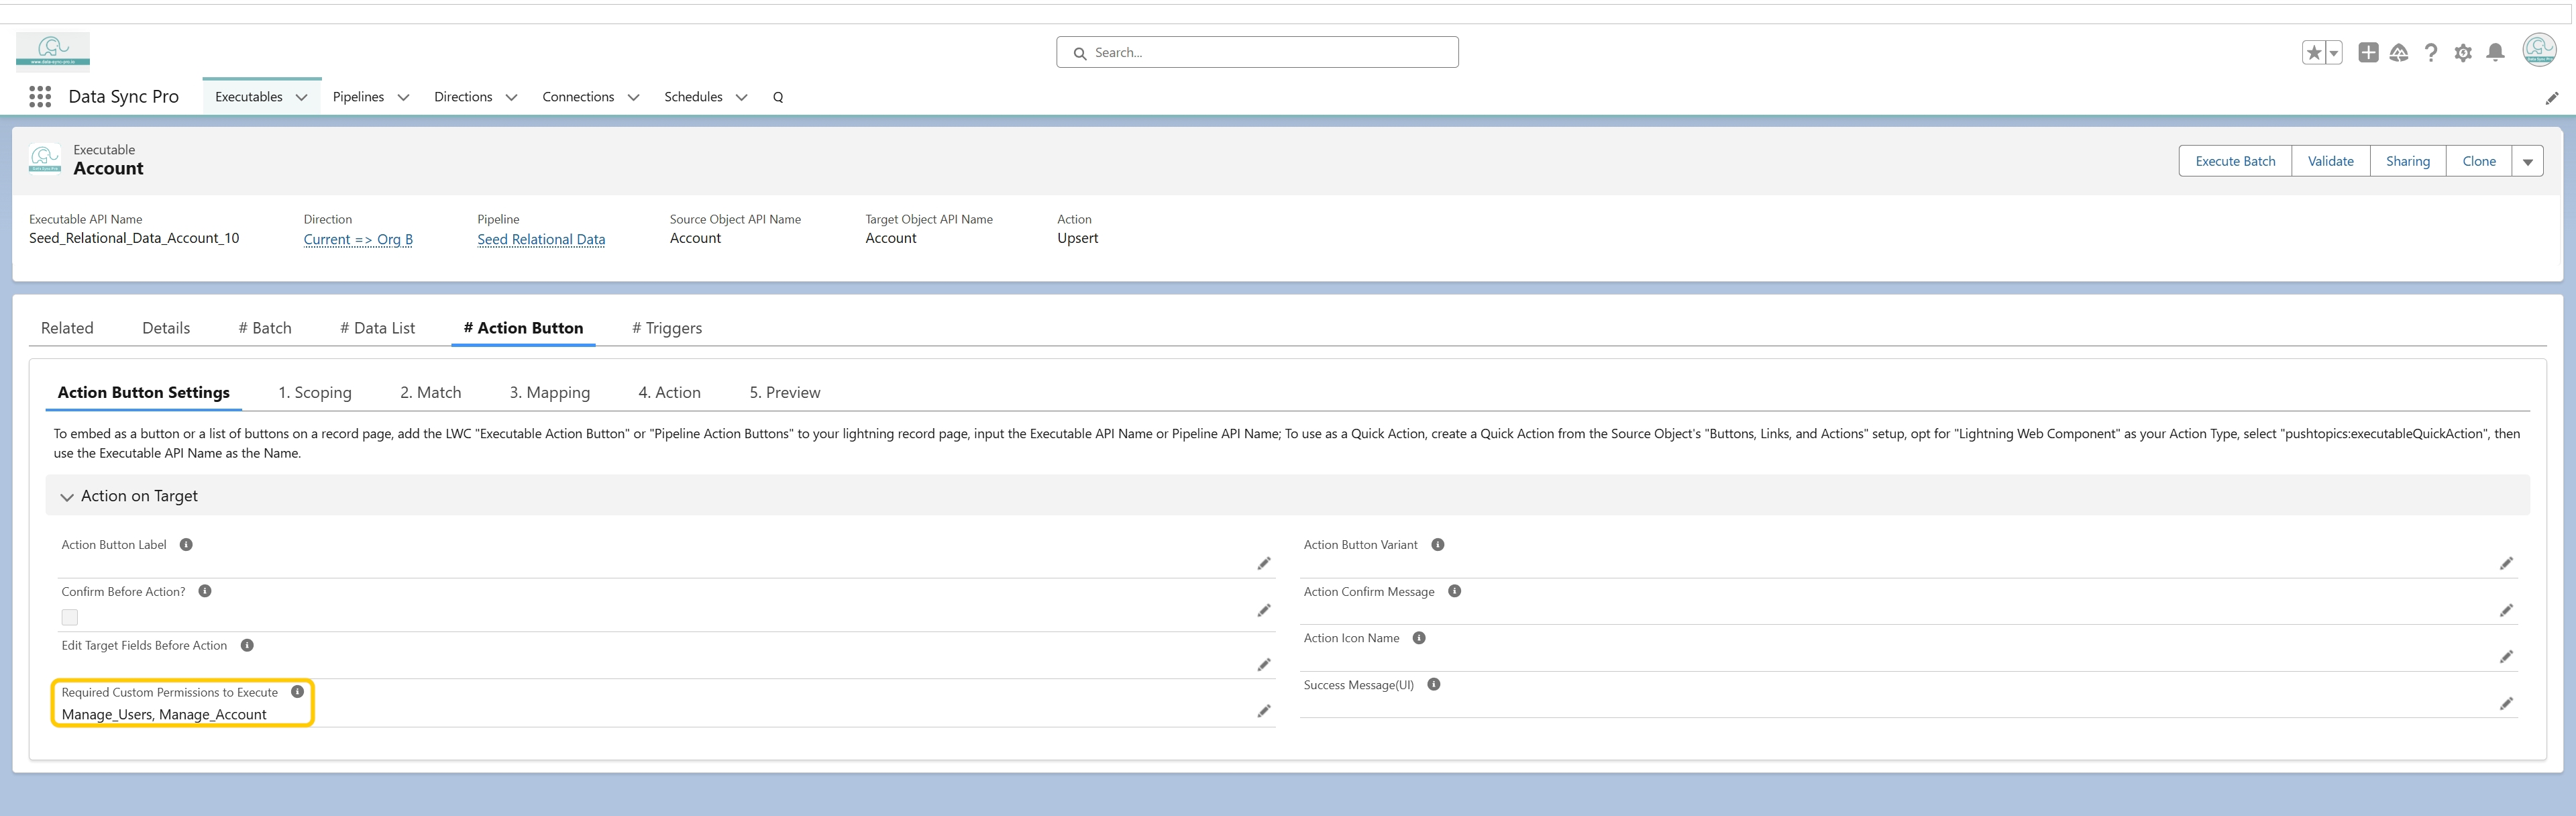 www.data-sync-pro.io
Search...
Data Sync Pro
Executables
Pipelines
Directions
Connections
Schedules
Q
Executable
Account
Execute Batch
Validate
Sharing
Clone
Executable API Name
Direction
Pipeline
Source Object API Name
Target Object API Name
Action
Seed_Relational_Data_Account_10
Current => Org B
Seed Relational Data
Account
Account
Upsert
Related
Details
# Batch
# Data List
# Action Button
# Triggers
Action Button Settings
1. Scoping
2. Match
3. Mapping
4. Action
5. Preview
To embed as a button or a list of buttons on a record page, add the LWC "Executable Action Button" or "Pipeline Action Buttons" to your lightning record page, input the Executable API Name or Pipeline API Name; To use as a Quick Action, create a Quick Action from the Source Object's "Buttons, Links, and Actions" setup, opt for "Lightning Web Component" as your Action Type, select "pushtopics:executableQuickAction", then
use the Executable API Name as the Name.
Action on Target
Action Button Label
Action Button Variant
Confirm Before Action?
Action Confirm Message
Edit Target Fields Before Action
Action Icon Name
Required Custom Permissions to Execute
Manage_Users, Manage_Account
Success Message(UI)